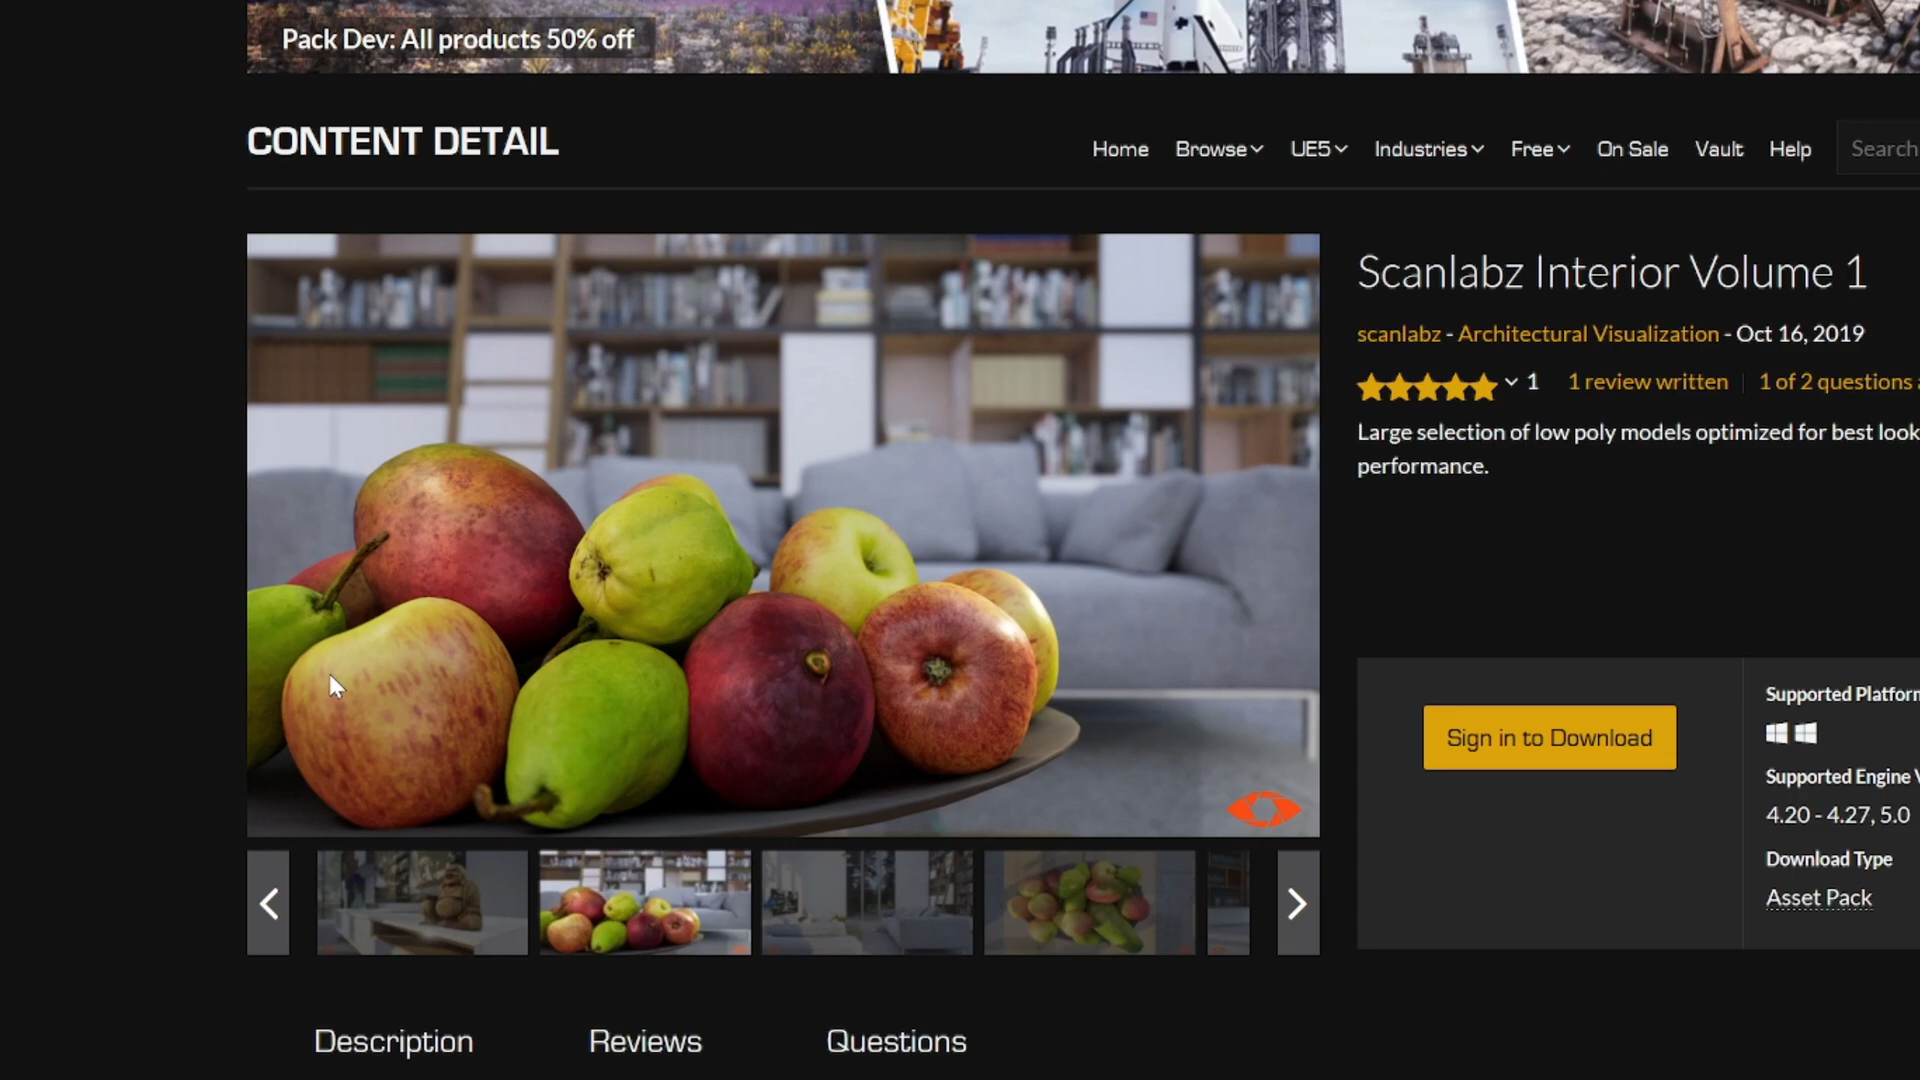 Pack Dev: All products 50% off
CONTENT DETAIL
Home Browse UE5 Industries Free On Sale Vault Help Search
Scanlabz Interior Volume 1
scanlabz - Architectural Visualization - Oct 16, 2019
1 1 review written 1 of 2 questions
Large selection of low poly models optimized for best look
performance.
Sign in to Download
Supported Platform
Supported Engine V
4.20 - 4.27, 5.0
Download Type
Asset Pack
Description Reviews Questions